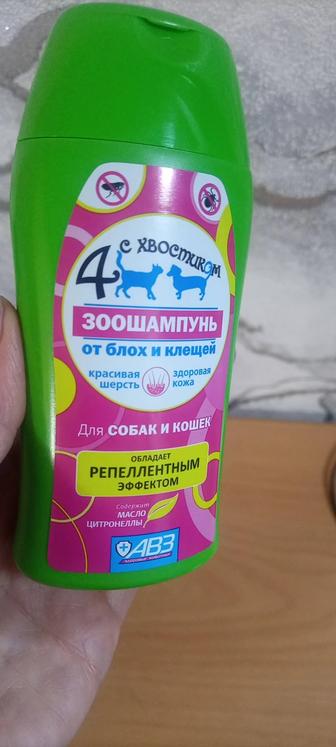 4 с хвостиком
ЗООШАМПУНЬ
от блох и клещей
красивая шерсть
здоровая кожа
Для СОБАК И КОШЕК
ОБЛАДАЕТ
РЕПЕЛЛЕНТНЫМ
ЭФФЕКТОМ
Содержит
МАСЛО
ЦИТРОНЕЛЛЫ
АВЗ